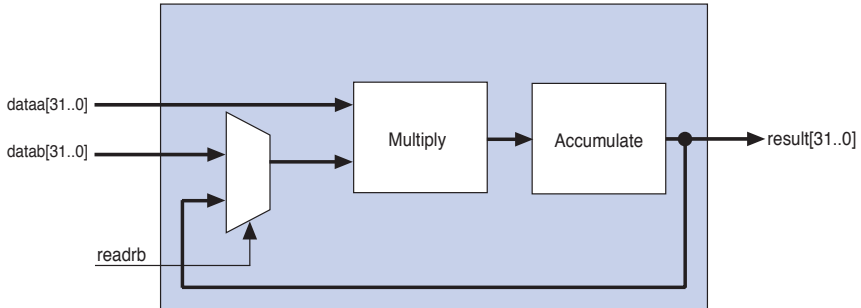 dataa[31..0]
datab[31..0]
readrb
Multiply
Accumulate
result[31..0]